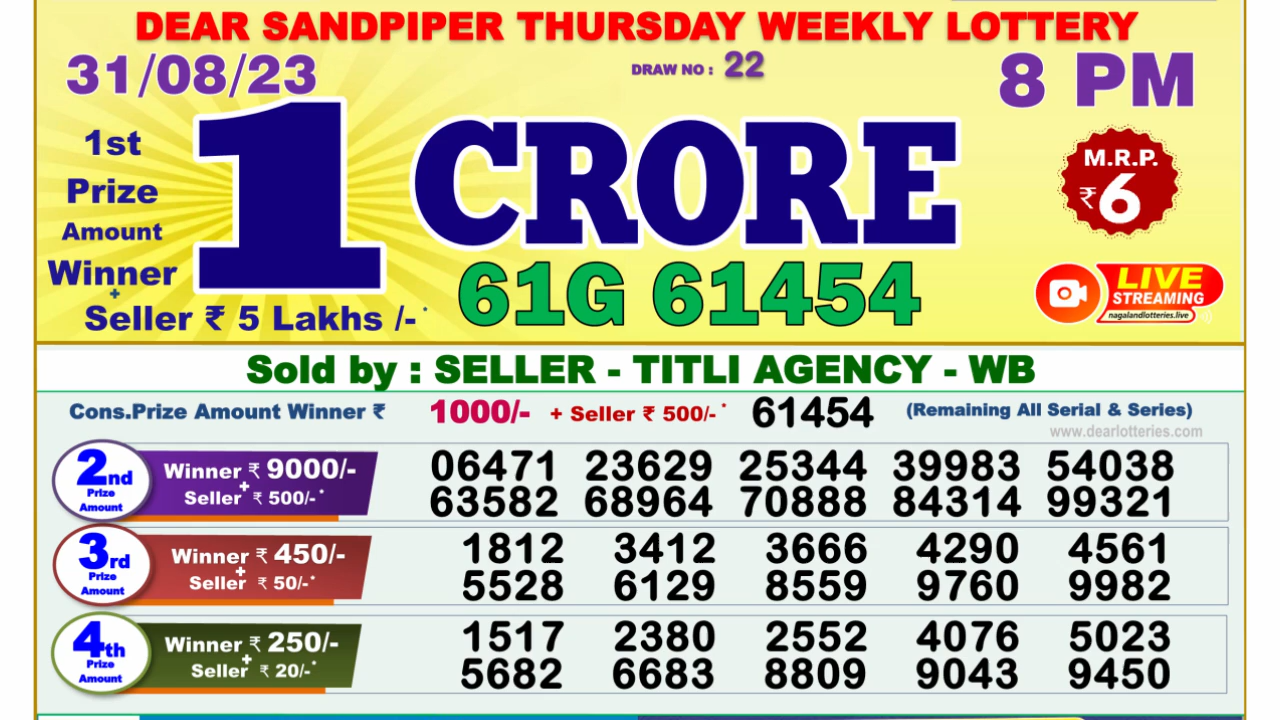 DEAR SANDPIPER THURSDAY WEEKLY LOTTERY
31/08/23
DRAW NO : 22
8 PM
1st
Prize
Amount
Winner
+
Seller ₹ 5 Lakhs /-*
1 CRORE
61G 61454
M.R.P.
₹6
LIVE
STREAMING
nagalandlotteries.live
Sold by : SELLER - TITLI AGENCY - WB
Cons.Prize Amount Winner ₹ 1000/- + Seller ₹ 500/-* 61454 (Remaining All Serial & Series)
www.dearlotteries.com
2nd
Prize
Amount
Winner ₹ 9000/-
+
Seller ₹ 500/-*
06471 23629 25344 39983 54038
63582 68964 70888 84314 99321
3rd
Prize
Amount
Winner ₹ 450/-
+
Seller ₹ 50/-*
1812 3412 3666 4290 4561
5528 6129 8559 9760 9982
4th
Prize
Amount
Winner ₹ 250/-
+
Seller ₹ 20/-*
1517 2380 2552 4076 5023
5682 6683 8809 9043 9450